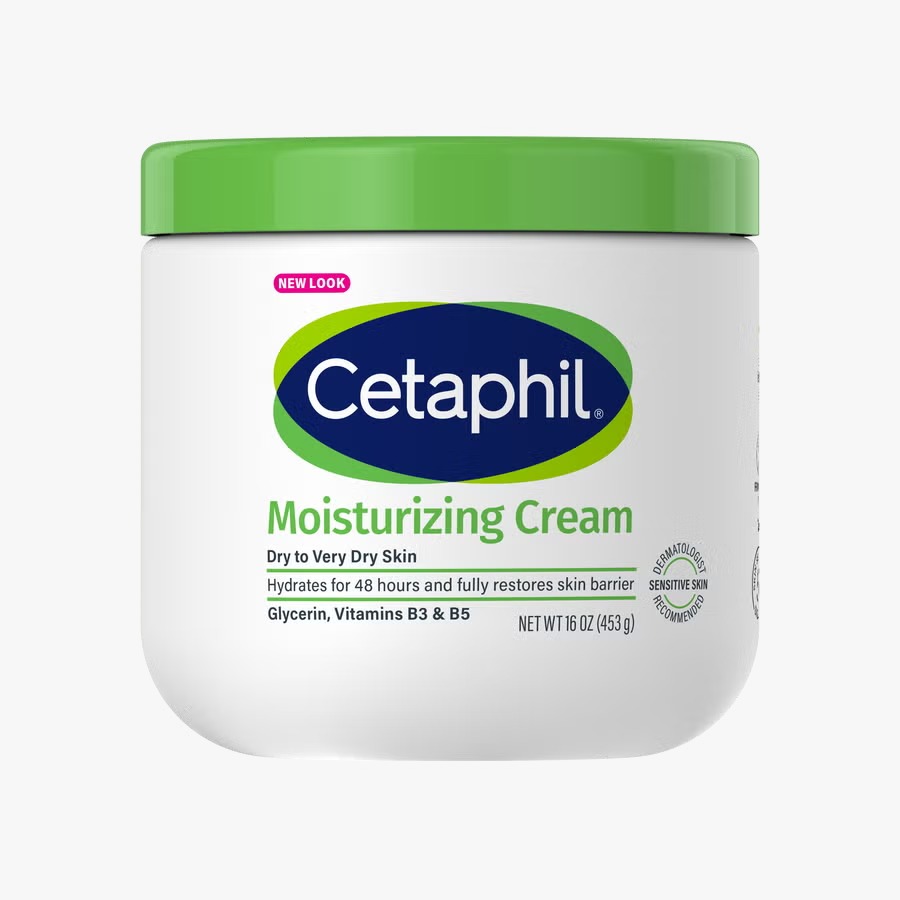 NEW LOOK
Cetaphil®
Moisturizing Cream
Dry to Very Dry Skin
Hydrates for 48 hours and fully restores skin barrier
Glycerin, Vitamins B3 & B5
NET WT 16 OZ (453 g)
DERMATOLOGIST
SENSITIVE SKIN
RECOMMENDED